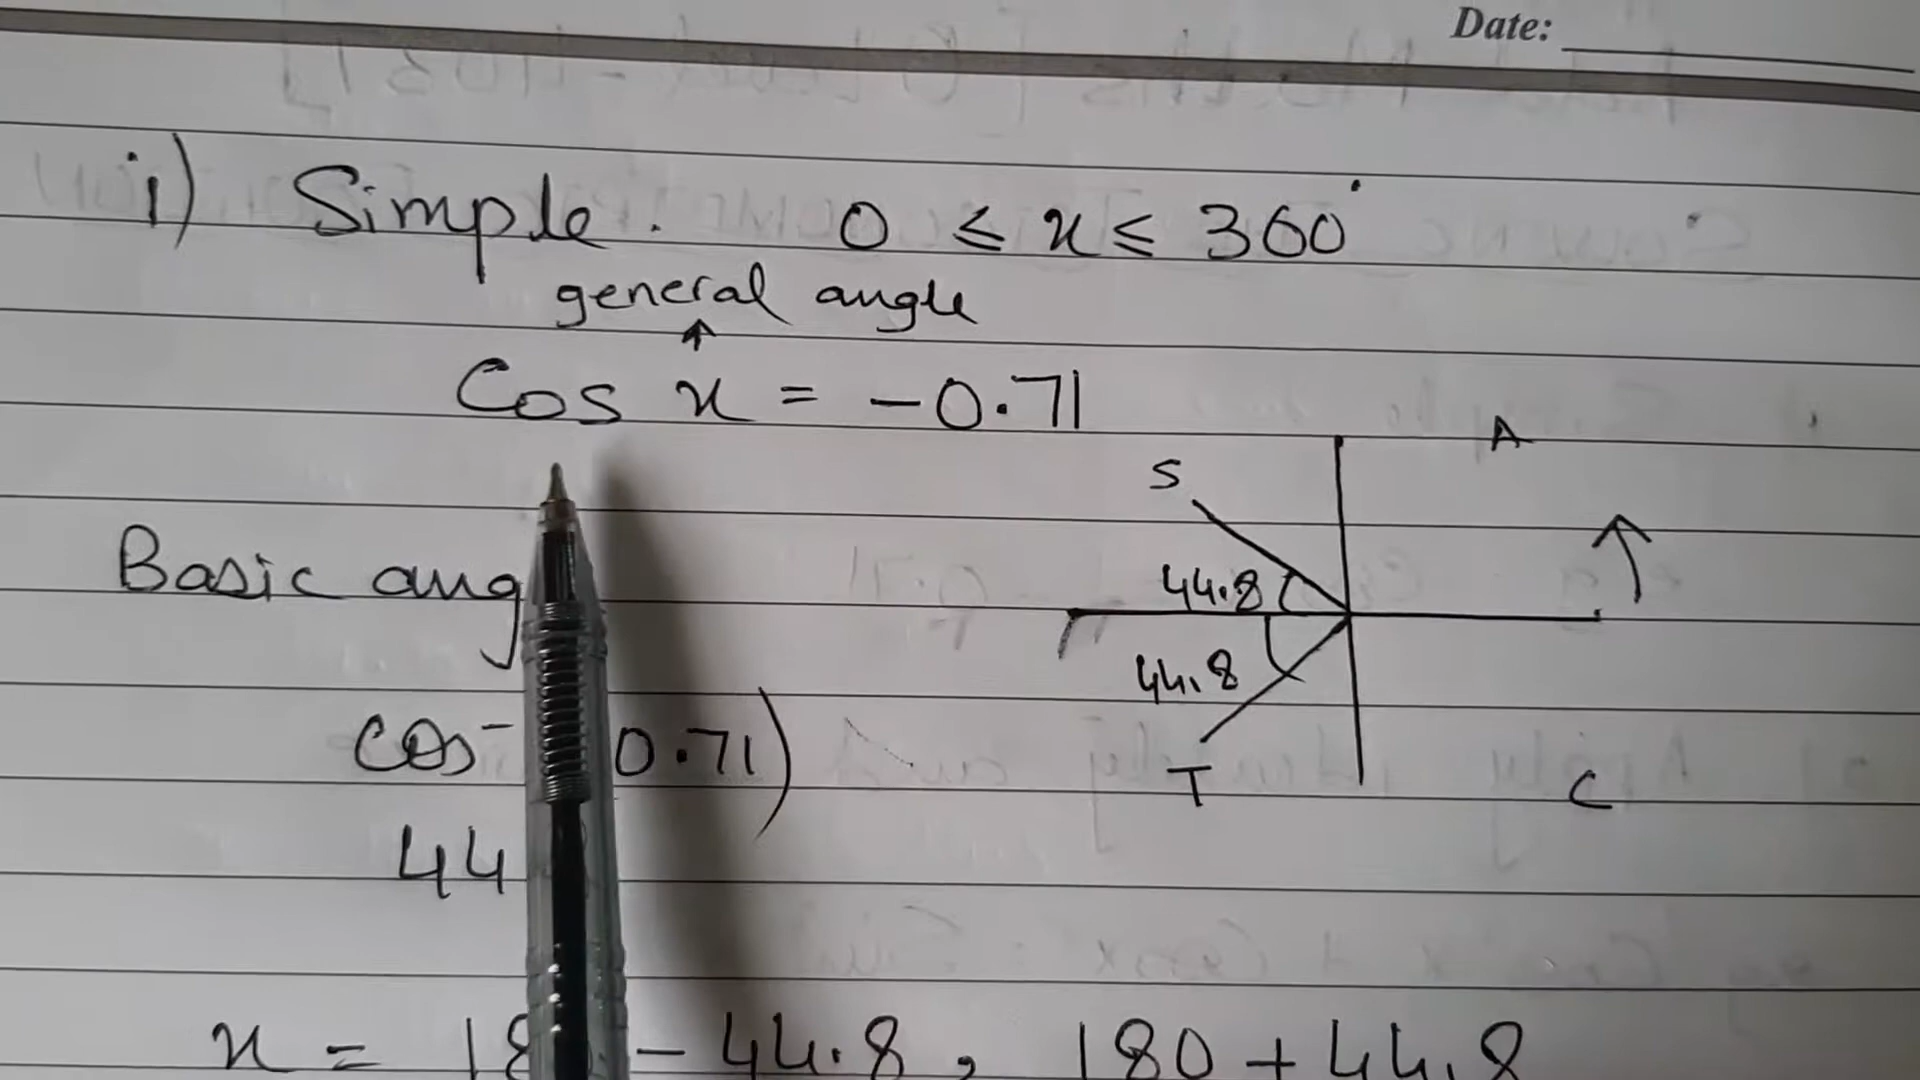 Date:
i) Simple. 0 ≤ x ≤ 360°
general angle
Cos x = -0.71
A
S
Basic ang
44.8
44.8
cos⁻ 0.71)
T
C
44
x = 18 - 44.8, 180 + 44.8